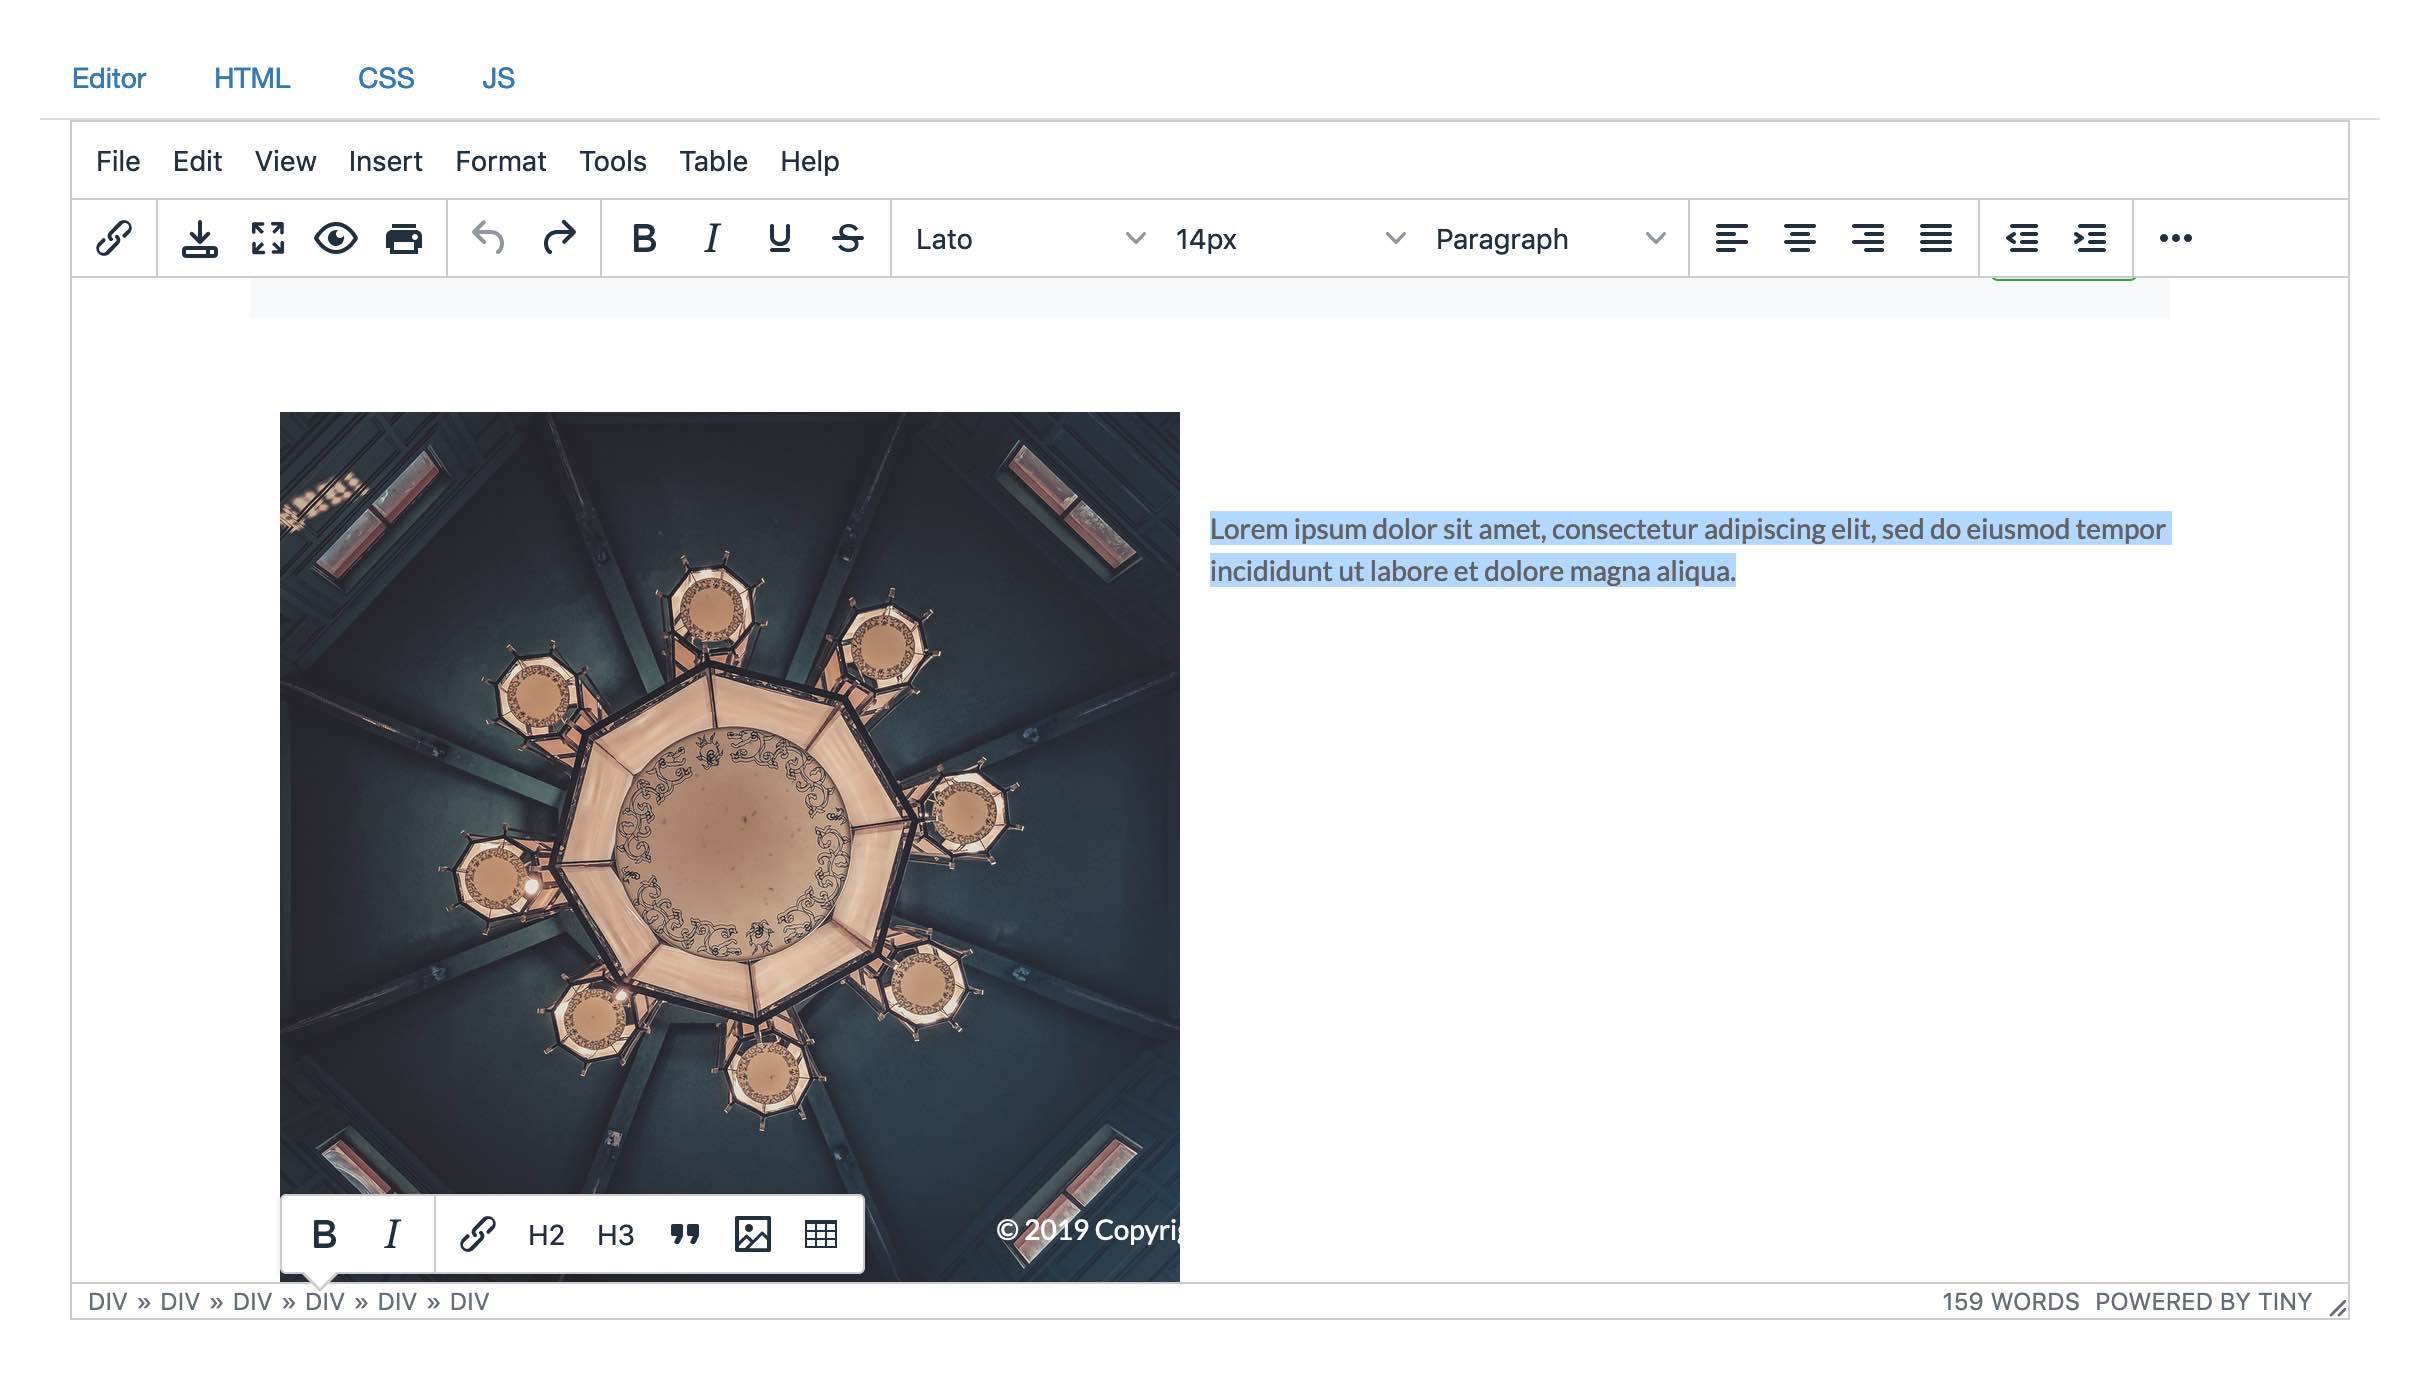 Editor HTML CSS JS
File Edit View Insert Format Tools Table Help
B I U S Lato 14px Paragraph
Lorem ipsum dolor sit amet, consectetur adipiscing elit, sed do eiusmod tempor
incididunt ut labore et dolore magna aliqua.
B I H2 H3
© 2019
DIV » DIV » DIV » DIV » DIV » DIV 159 WORDS POWERED BY TINY